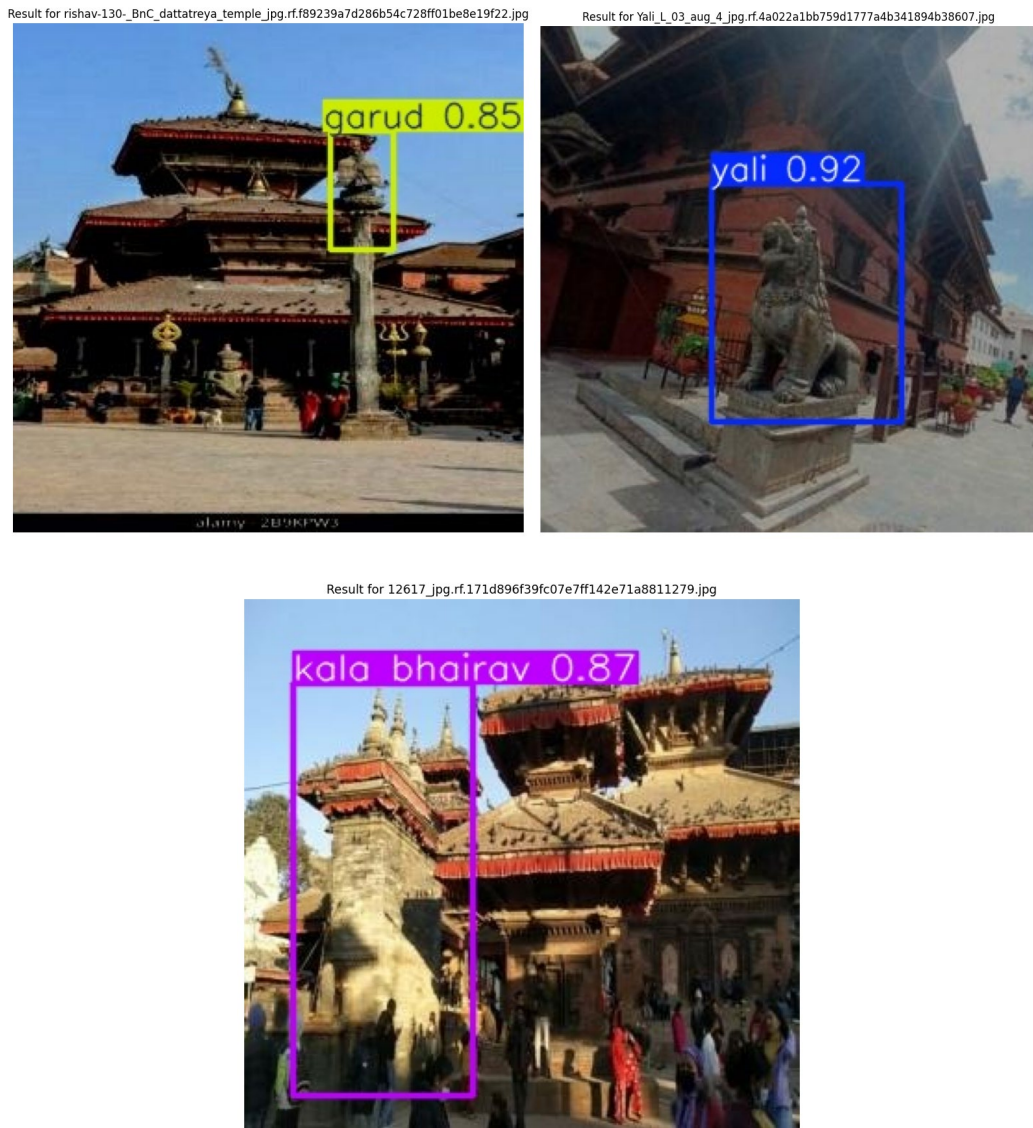 Result for rishav-130-_BnC_dattatreya_temple_jpg.rf.f89239a7d286b54c728ff01be8e19f22.jpg
Result for Yali_L_03_aug_4_jpg.rf.4a022a1bb759d1777a4b341894b38607.jpg
garud 0.85
yali 0.92
alamy - 2B9KPW3
Result for 12617_jpg.rf.171d896f39fc07e7ff142e71a8811279.jpg
kala bhairav 0.87